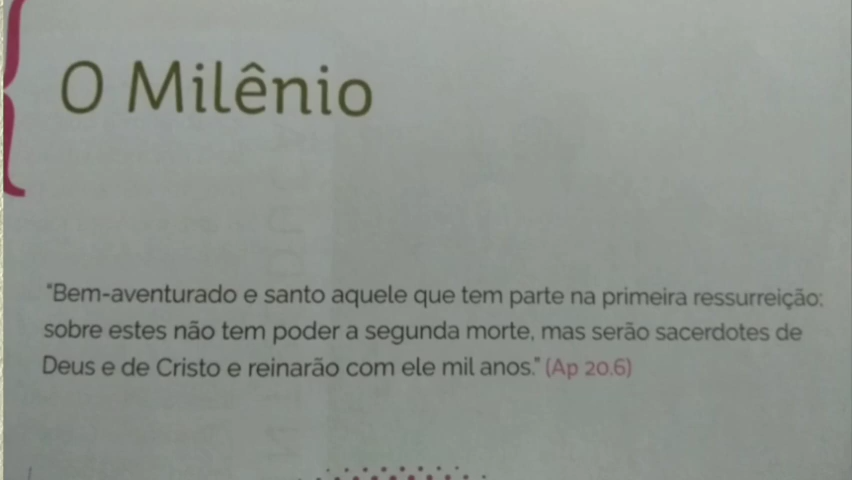 O Milênio
"Bem-aventurado e santo aquele que tem parte na primeira ressurreição;
sobre estes não tem poder a segunda morte, mas serão sacerdotes de
Deus e de Cristo e reinarão com ele mil anos." (Ap 20.6)